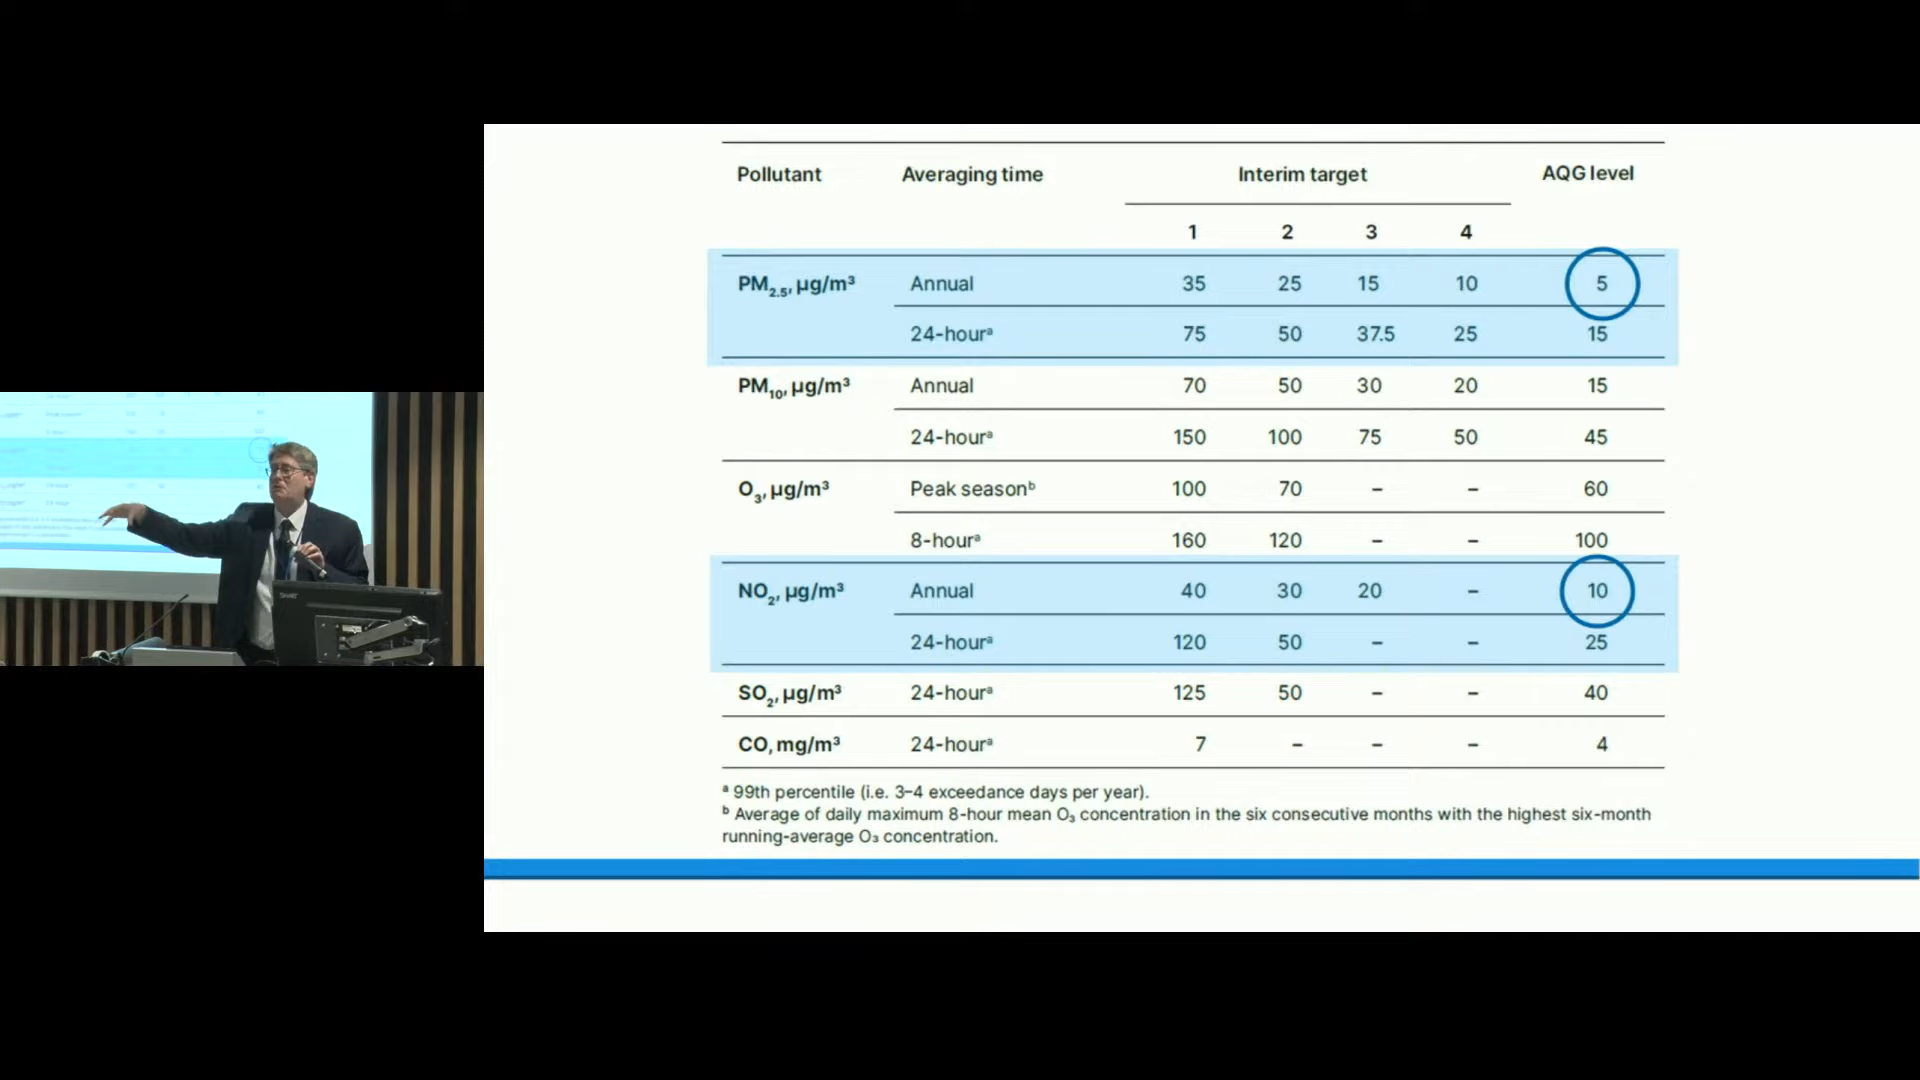 Pollutant Averaging time Interim target AQG level
1 2 3 4
PM₂.₅, µg/m³ Annual 35 25 15 10 5
24-hourᵃ 75 50 37.5 25 15
PM₁₀, µg/m³ Annual 70 50 30 20 15
24-hourᵃ 150 100 75 50 45
O₃, µg/m³ Peak seasonᵇ 100 70 – – 60
8-hourᵃ 160 120 – – 100
NO₂, µg/m³ Annual 40 30 20 – 10
24-hourᵃ 120 50 – – 25
SO₂, µg/m³ 24-hourᵃ 125 50 – – 40
CO, mg/m³ 24-hourᵃ 7 – – – 4
ᵃ 99th percentile (i.e. 3–4 exceedance days per year).
ᵇ Average of daily maximum 8-hour mean O₃ concentration in the six consecutive months with the highest six-month
running-average O₃ concentration.